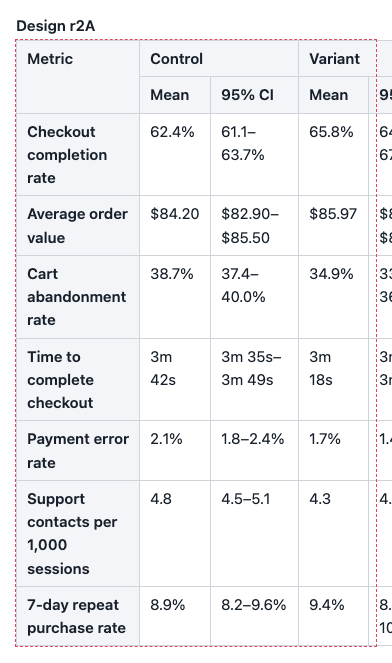 Design r2A
Metric Control Variant
Mean 95% CI Mean
Checkout 62.4% 61.1– 65.8%
completion 63.7%
rate
Average order $84.20 $82.90– $85.97
value $85.50
Cart 38.7% 37.4– 34.9%
abandonment 40.0%
rate
Time to 3m 3m 35s– 3m
complete 42s 3m 49s 18s
checkout
Payment error 2.1% 1.8–2.4% 1.7%
rate
Support 4.8 4.5–5.1 4.3
contacts per
1,000
sessions
7-day repeat 8.9% 8.2–9.6% 9.4%
purchase rate